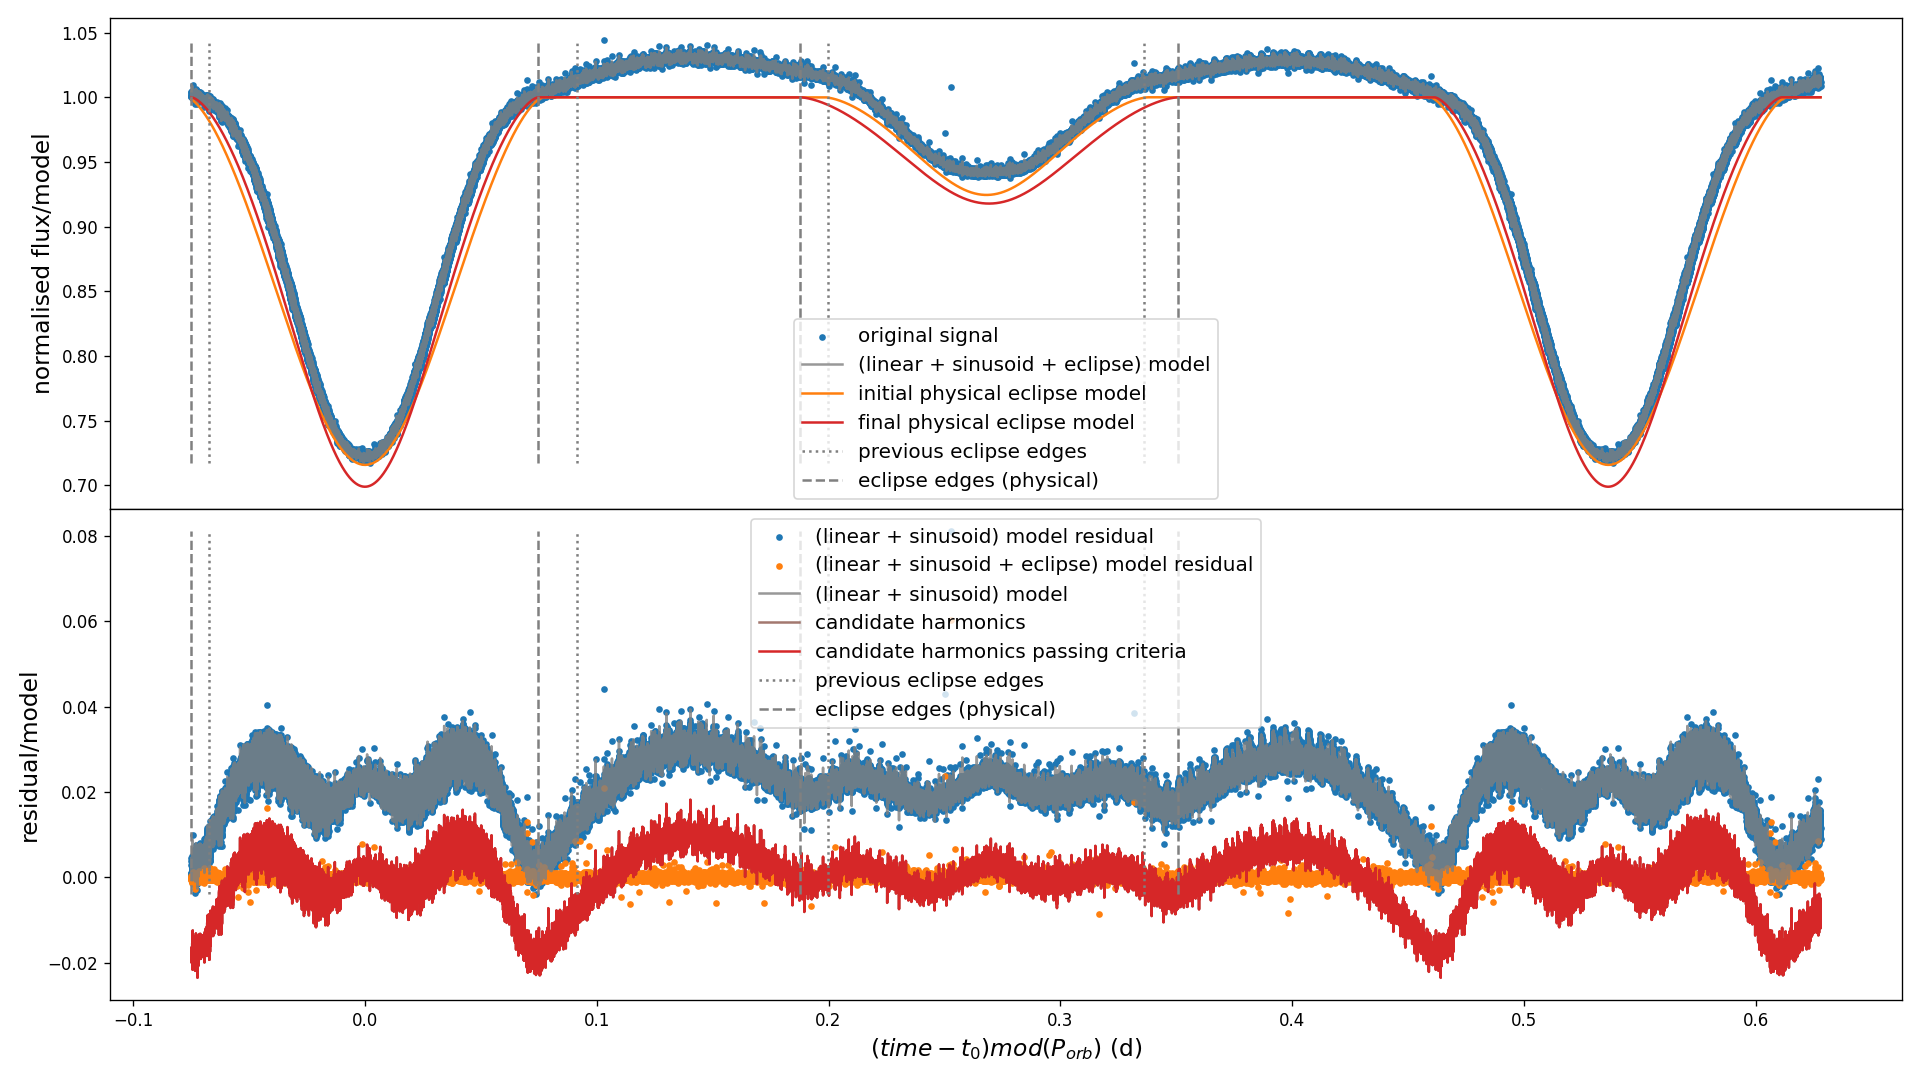 1.05
1.00
0.95
0.90
0.85
0.80
0.75
0.70
normalised flux/model
original signal
(linear + sinusoid + eclipse) model
initial physical eclipse model
final physical eclipse model
previous eclipse edges
eclipse edges (physical)
0.08
0.06
0.04
0.02
0.00
−0.02
residual/model
(linear + sinusoid) model residual
(linear + sinusoid + eclipse) model residual
(linear + sinusoid) model
candidate harmonics
candidate harmonics passing criteria
previous eclipse edges
eclipse edges (physical)
−0.1 0.0 0.1 0.2 0.3 0.4 0.5 0.6
(time − t₀)mod(Pₒᵣb) (d)